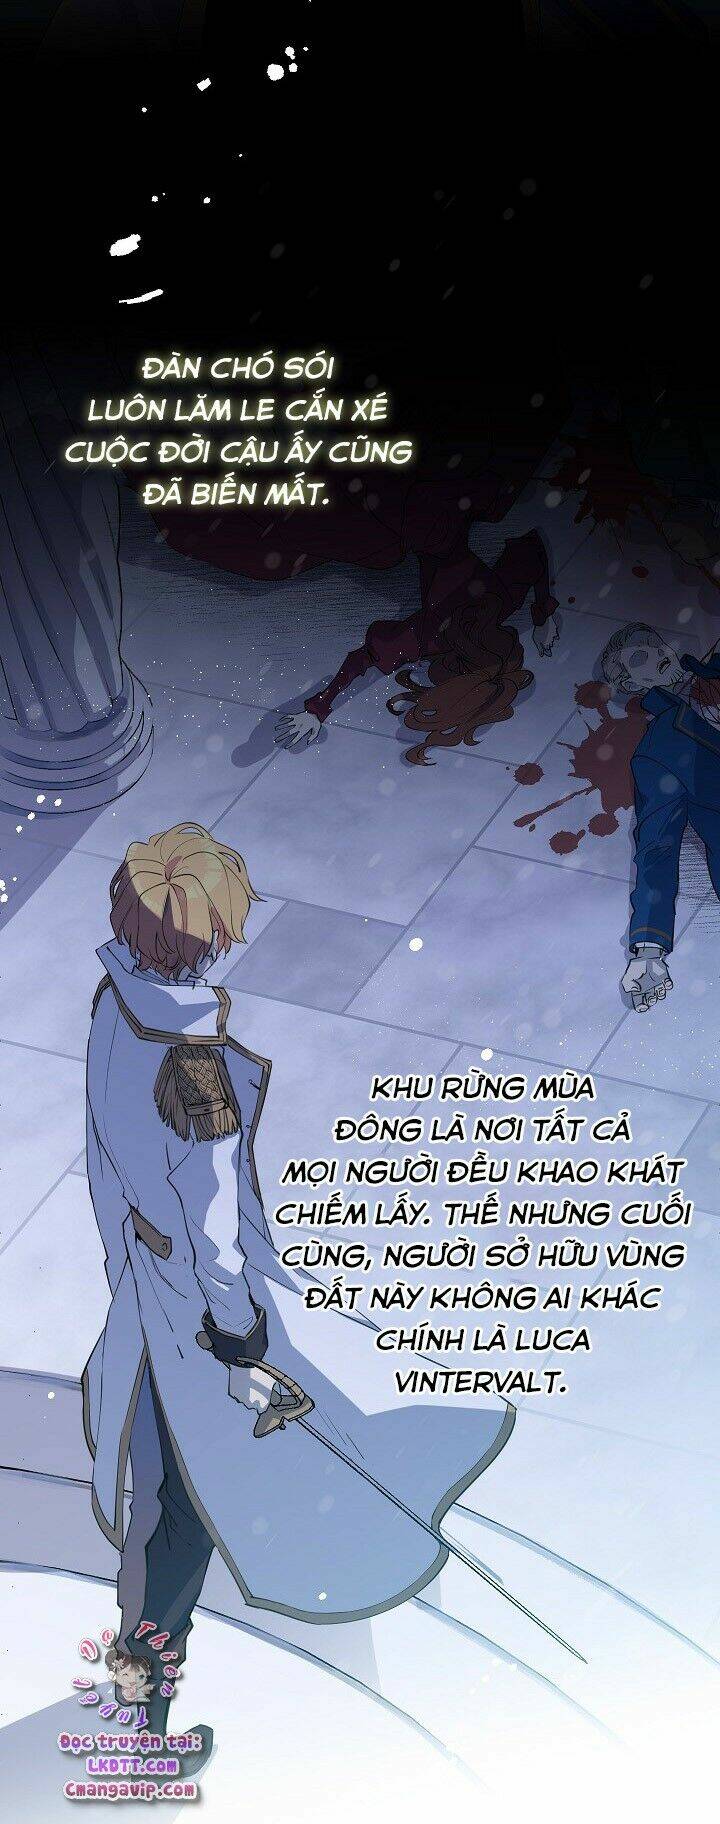 ĐÀN CHÓ SÓI
LUÔN LĂM LE CẮN XÉ
CUỘC ĐỜI CẬU ẤY CŨNG
ĐÃ BIẾN MẤT.
KHU RỪNG MÙA
ĐÔNG LÀ NƠI TẤT CẢ
MỌI NGƯỜI ĐỀU KHAO KHÁT
CHIẾM LẤY. THẾ NHƯNG CUỐI
CÙNG, NGƯỜI SỞ HỮU VÙNG
ĐẤT NÀY KHÔNG AI KHÁC
CHÍNH LÀ LUCA
VINTERVALT.
Đọc truyện tại:
LKDTT.com
Cmangavip.com